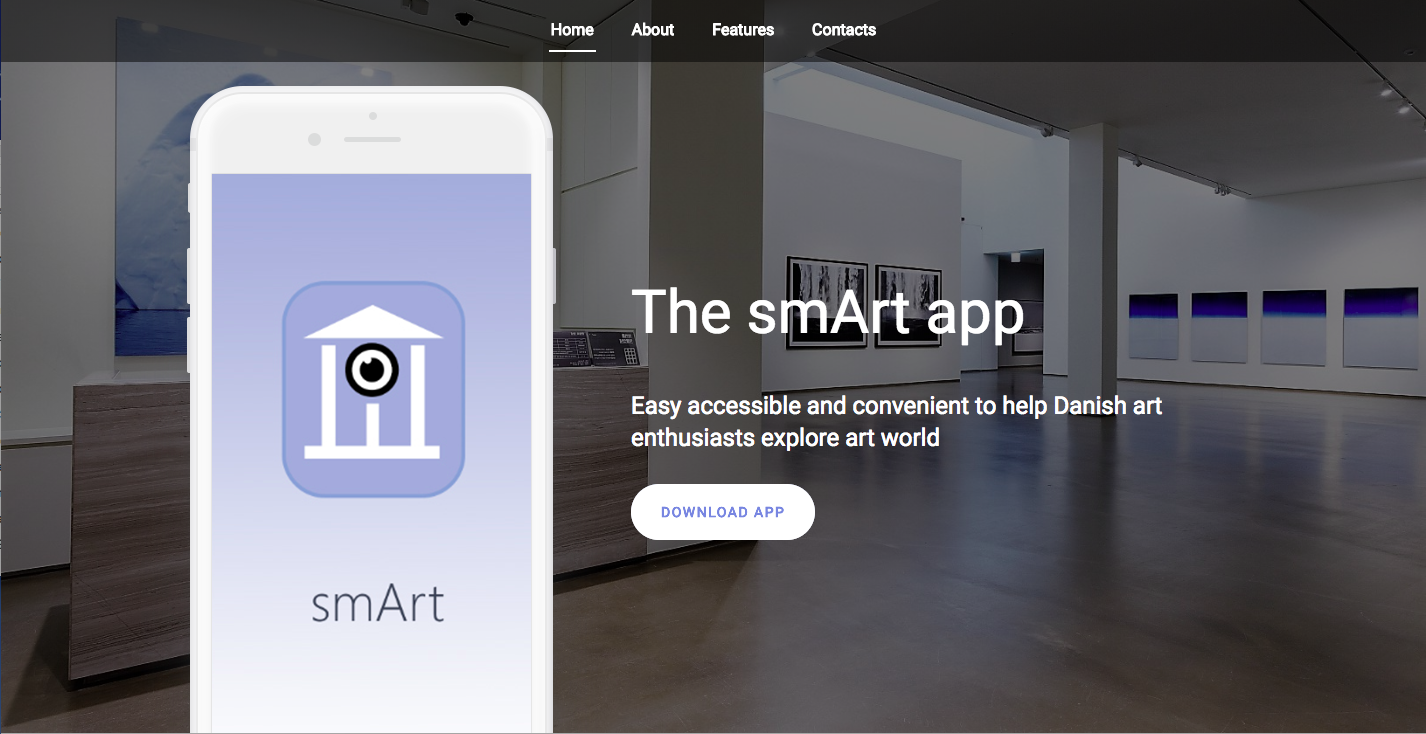 Home About Features Contacts
smArt
The smArt app
Easy accessible and convenient to help Danish art
enthusiasts explore art world
DOWNLOAD APP